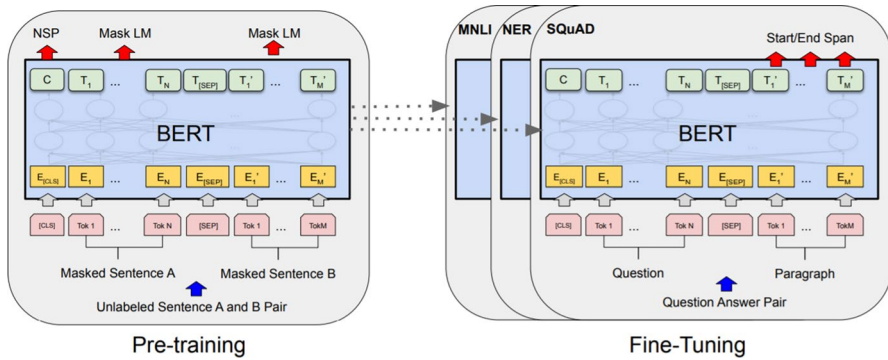 NSP Mask LM Mask LM
C T1 ... TN T[SEP] T1' ... TM'
BERT
E[CLS] E1 ... EN E[SEP] E1' ... EM'
[CLS] Tok 1 ... Tok N [SEP] Tok 1 ... TokM
Masked Sentence A Masked Sentence B
Unlabeled Sentence A and B Pair
Pre-training
MNLI NER SQuAD
Start/End Span
C T1 ... TN T[SEP] T1' ... TM'
BERT
E[CLS] E1 ... EN E[SEP] E1' ... EM'
[CLS] Tok 1 ... Tok N [SEP] Tok 1 ... TokM
Question Paragraph
Question Answer Pair
Fine-Tuning